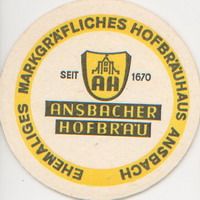 EHEMALIGES MARKGRÄFLICHES HOFBRÄUHAUS ANSBACH
SEIT 1670
AH
ANSBACHER
HOFBRÄU